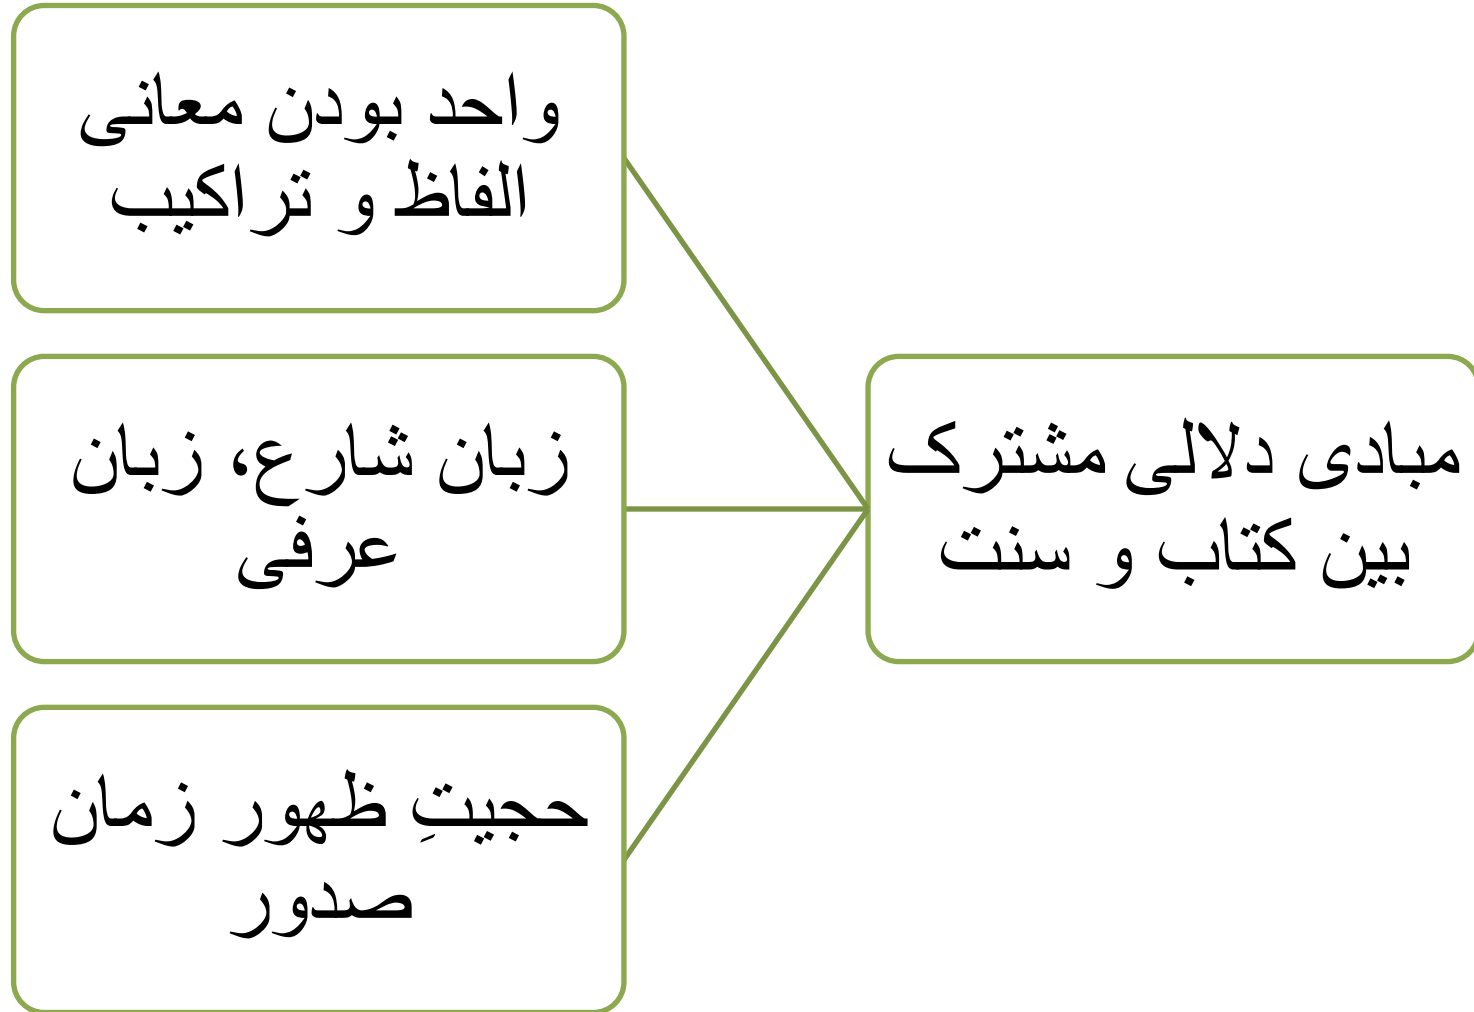 مبادی دلالی مشترک
بین کتاب و سنت
واحد بودن معانی
الفاظ و تراکیب
زبان شارع، زبان
عرفی
حجیتِ ظهور زمان
صدور